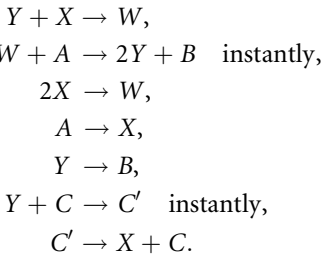 Y + X → W,
W + A → 2Y + B instantly,
2X → W,
A → X,
Y → B,
Y + C → C′ instantly,
C′ → X + C.